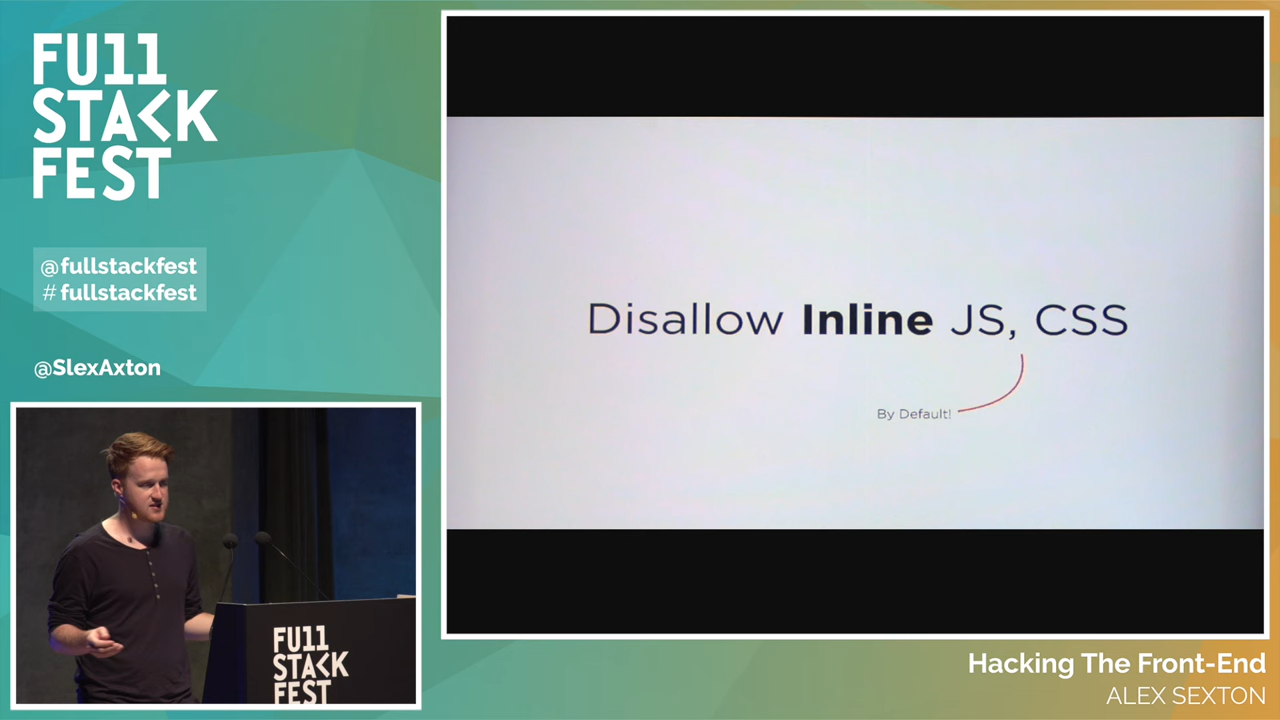 FU11
STACK
FEST
@fullstackfest
# fullstackfest
@SlexAxton
Disallow Inline JS, CSS
By Default!
FU11
STACK
FEST
Hacking The Front-End
ALEX SEXTON